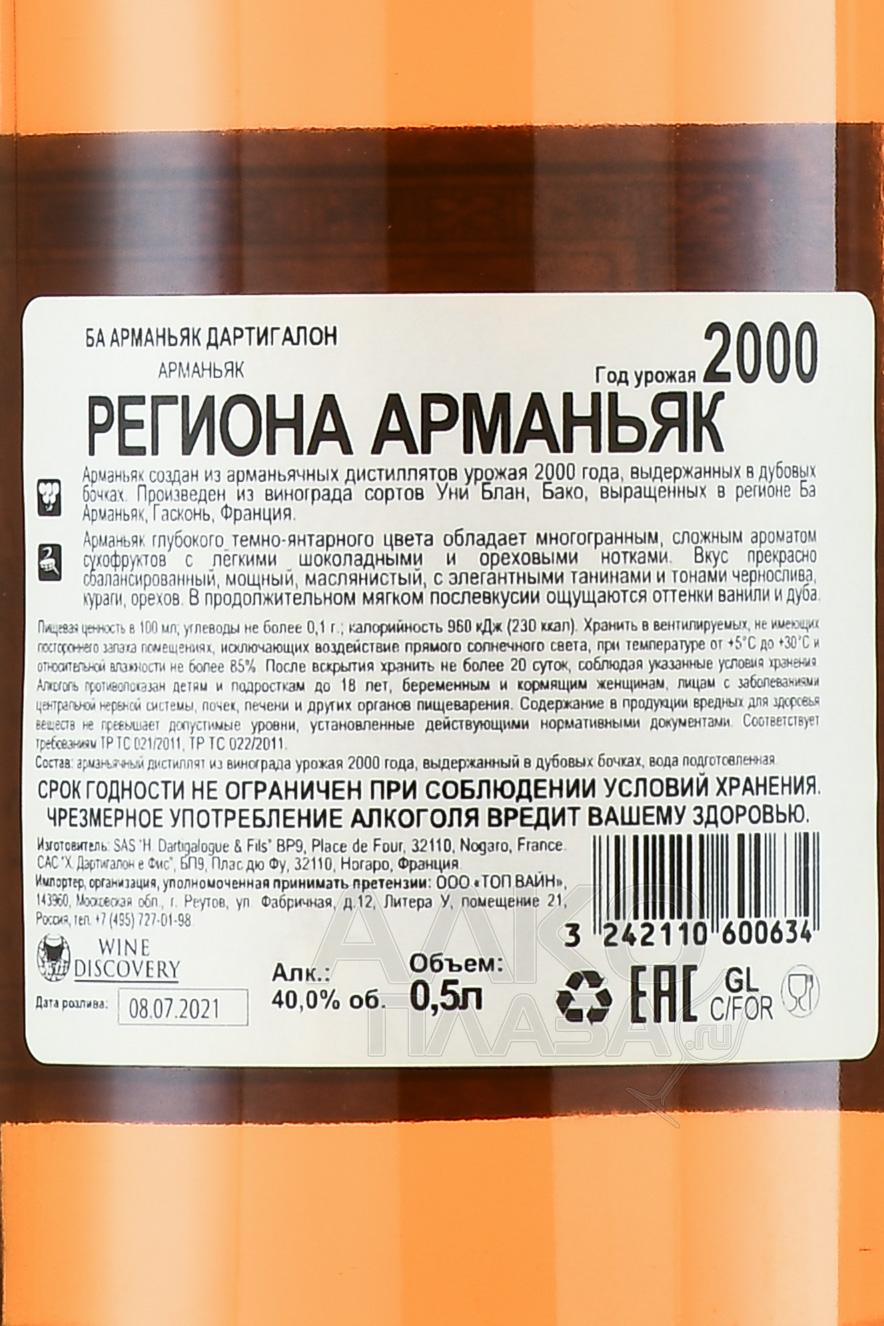 БА АРМАНЬЯК ДАРТИГАЛОН
АРМАНЬЯК
Год урожая 2000
РЕГИОНА АРМАНЬЯК
Арманьяк создан из арманьячных дистиллятов урожая 2000 года, выдержанных в дубовых
бочках. Произведен из винограда сортов Уни Блан, Бако, выращенных в регионе Ба
Арманьяк, Гасконь, Франция.
Арманьяк глубокого темно-янтарного цвета обладает многогранным, сложным ароматом
сухофруктов с лёгкими шоколадными и ореховыми нотками. Вкус прекрасно
сбалансированный, мощный, маслянистый, с элегантными танинами и тонами чернослива,
кураги, орехов. В продолжительном мягком послевкусии ощущаются оттенки ванили и дуба.
Пищевая ценность в 100 мл; углеводы не более 0,1 г.; калорийность 960 кДж (230 ккал). Хранить в вентилируемых, не имеющих
постороннего запаха помещениях, исключающих воздействие прямого солнечного света, при температуре от +5°C до +30°C и
относительной влажности не более 85%. После вскрытия хранить не более 20 суток, соблюдая указанные условия хранения.
Алкоголь противопоказан детям и подросткам до 18 лет, беременным и кормящим женщинам, лицам с заболеваниями
центральной нервной системы, почек, печени и других органов пищеварения. Содержание в продукции вредных для здоровья
веществ не превышает допустимые уровни, установленные действующими нормативными документами. Соответствует
требованиям ТР ТС 021/2011, ТР ТС 022/2011.
Состав: арманьячный дистиллят из винограда урожая 2000 года, выдержанный в дубовых бочках, вода подготовленная.
СРОК ГОДНОСТИ НЕ ОГРАНИЧЕН ПРИ СОБЛЮДЕНИИ УСЛОВИЙ ХРАНЕНИЯ.
ЧРЕЗМЕРНОЕ УПОТРЕБЛЕНИЕ АЛКОГОЛЯ ВРЕДИТ ВАШЕМУ ЗДОРОВЬЮ.
Изготовитель: SAS "H. Dartigalogue & Fils" BP9, Place de Four, 32110, Nogaro, France.
САС "Х. Дартигалон е Фис", БП9, Плас дю Фу, 32110, Ногаро, Франция
Импортер, организация, уполномоченная принимать претензии: ООО «ТОП ВАЙН»,
143960, Московская обл., г. Реутов, ул. Фабричная, д.12, Литера У, помещение 21,
Россия, тел. +7 (495) 727-01-98
3 242110 600634
WINE
DISCOVERY
Алк.:
40,0% об.
Объем:
0,5л
EAC
GL
C/FOR
Дата розлива: 08.07.2021
АЛКО
ПЛАЗА.ru